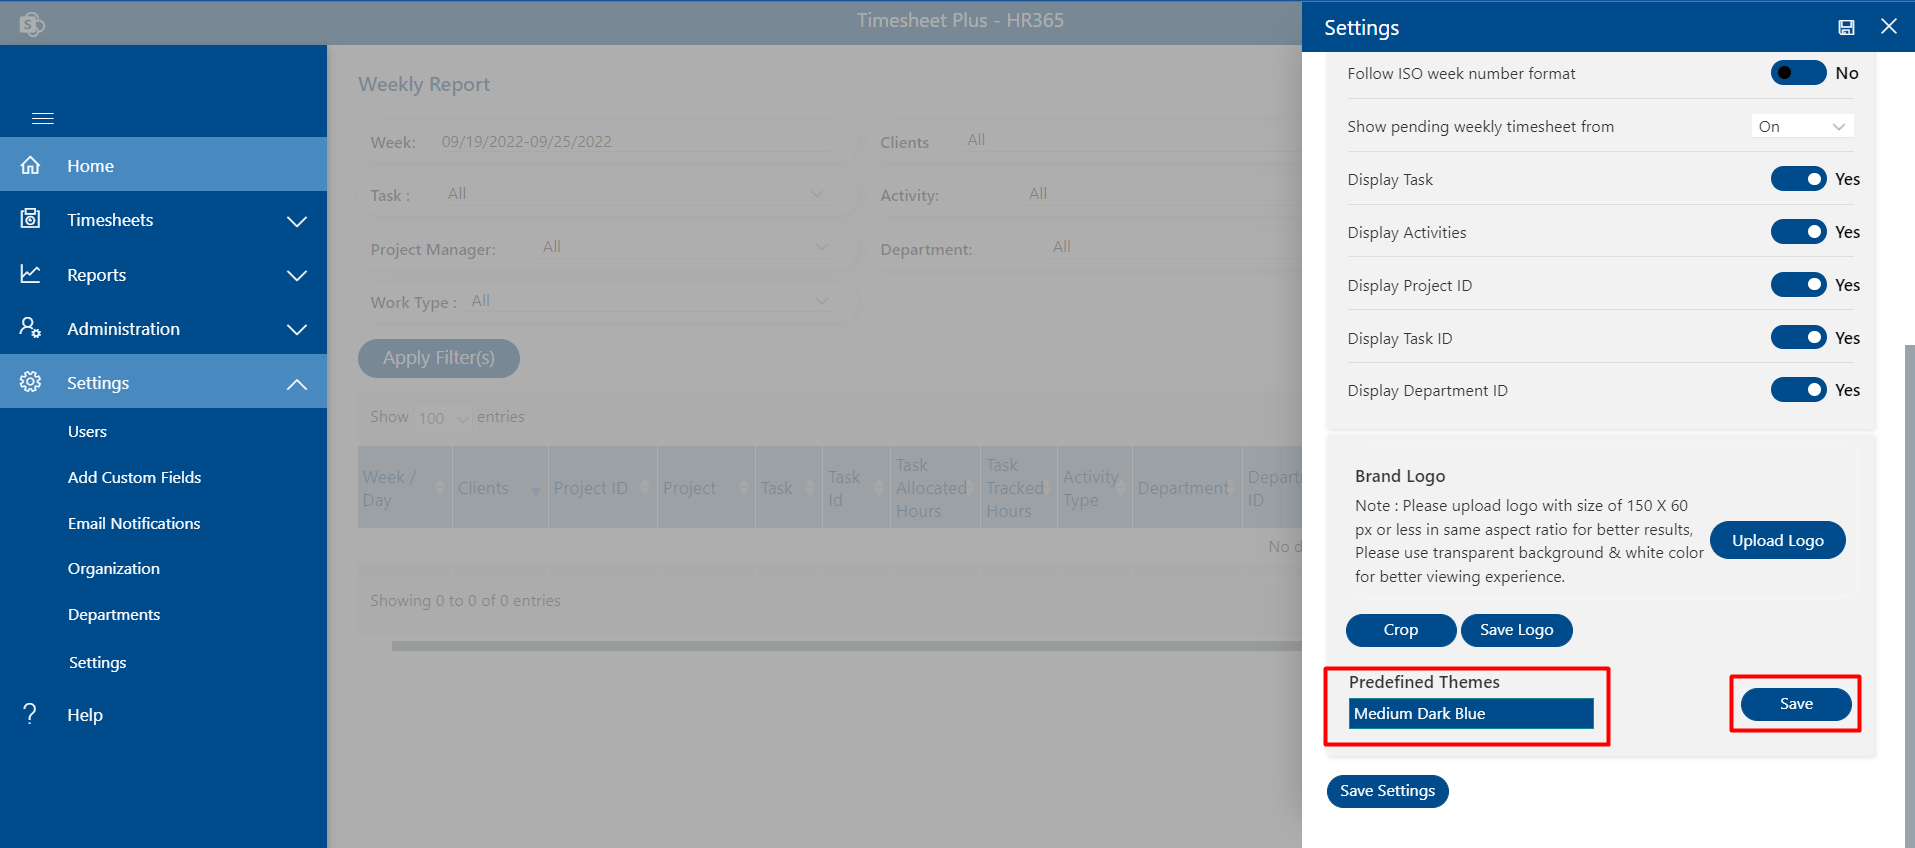 Timesheet Plus - HR365
Settings
Home
Timesheets
Reports
Administration
Settings
Users
Add Custom Fields
Email Notifications
Organization
Departments
Settings
Help
Weekly Report
Week: 09/19/2022-09/25/2022
Clients All
Task : All
Activity: All
Project Manager: All
Department: All
Work Type : All
Apply Filter(s)
Show 100 entries
Week / Day
Clients
Project ID
Project
Task
Task Id
Task Allocated Hours
Task Tracked Hours
Activity Type
Department
Depart ID
No d
Showing 0 to 0 of 0 entries
Follow ISO week number format No
Show pending weekly timesheet from On
Display Task Yes
Display Activities Yes
Display Project ID Yes
Display Task ID Yes
Display Department ID Yes
Brand Logo
Note : Please upload logo with size of 150 X 60
px or less in same aspect ratio for better results,
Please use transparent background & white color
for better viewing experience.
Upload Logo
Crop
Save Logo
Predefined Themes
Medium Dark Blue
Save
Save Settings